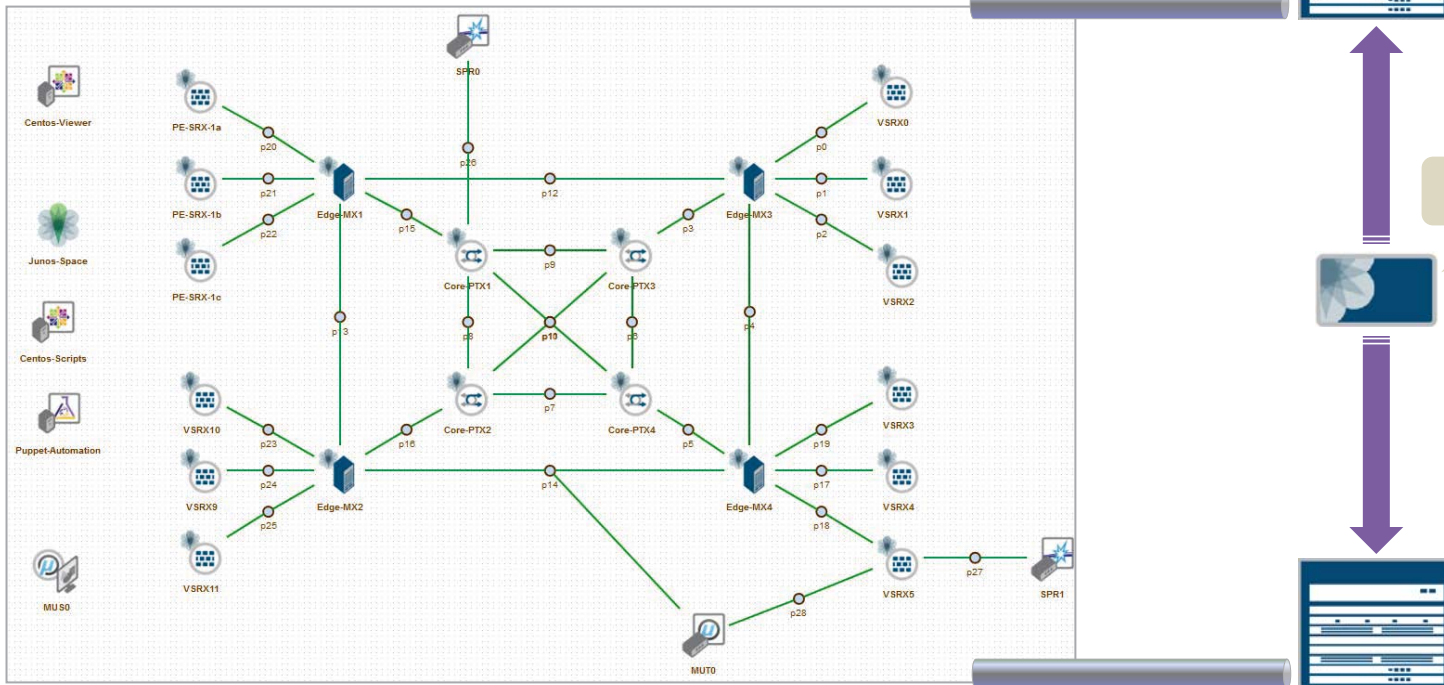 SPR0
Centos-Viewer
PE-SRX-1a
VSRX0
p20
p0
p26
p21
p12
p1
PE-SRX-1b
Edge-MX1
Edge-MX3
VSRX1
p22
p15
p3
p2
Junos-Space
p9
PE-SRX-1c
Core-PTX1
Core-PTX3
VSRX2
p13
p8
p4
Centos-Scripts
p7
VSRX10
Core-PTX2
Core-PTX4
VSRX3
p23
p16
p5
p19
Puppet-Automation
p24
p14
p17
VSRX9
Edge-MX2
Edge-MX4
VSRX4
p25
p18
p27
VSRX11
VSRX5
SPR1
MUS0
p28
MUT0